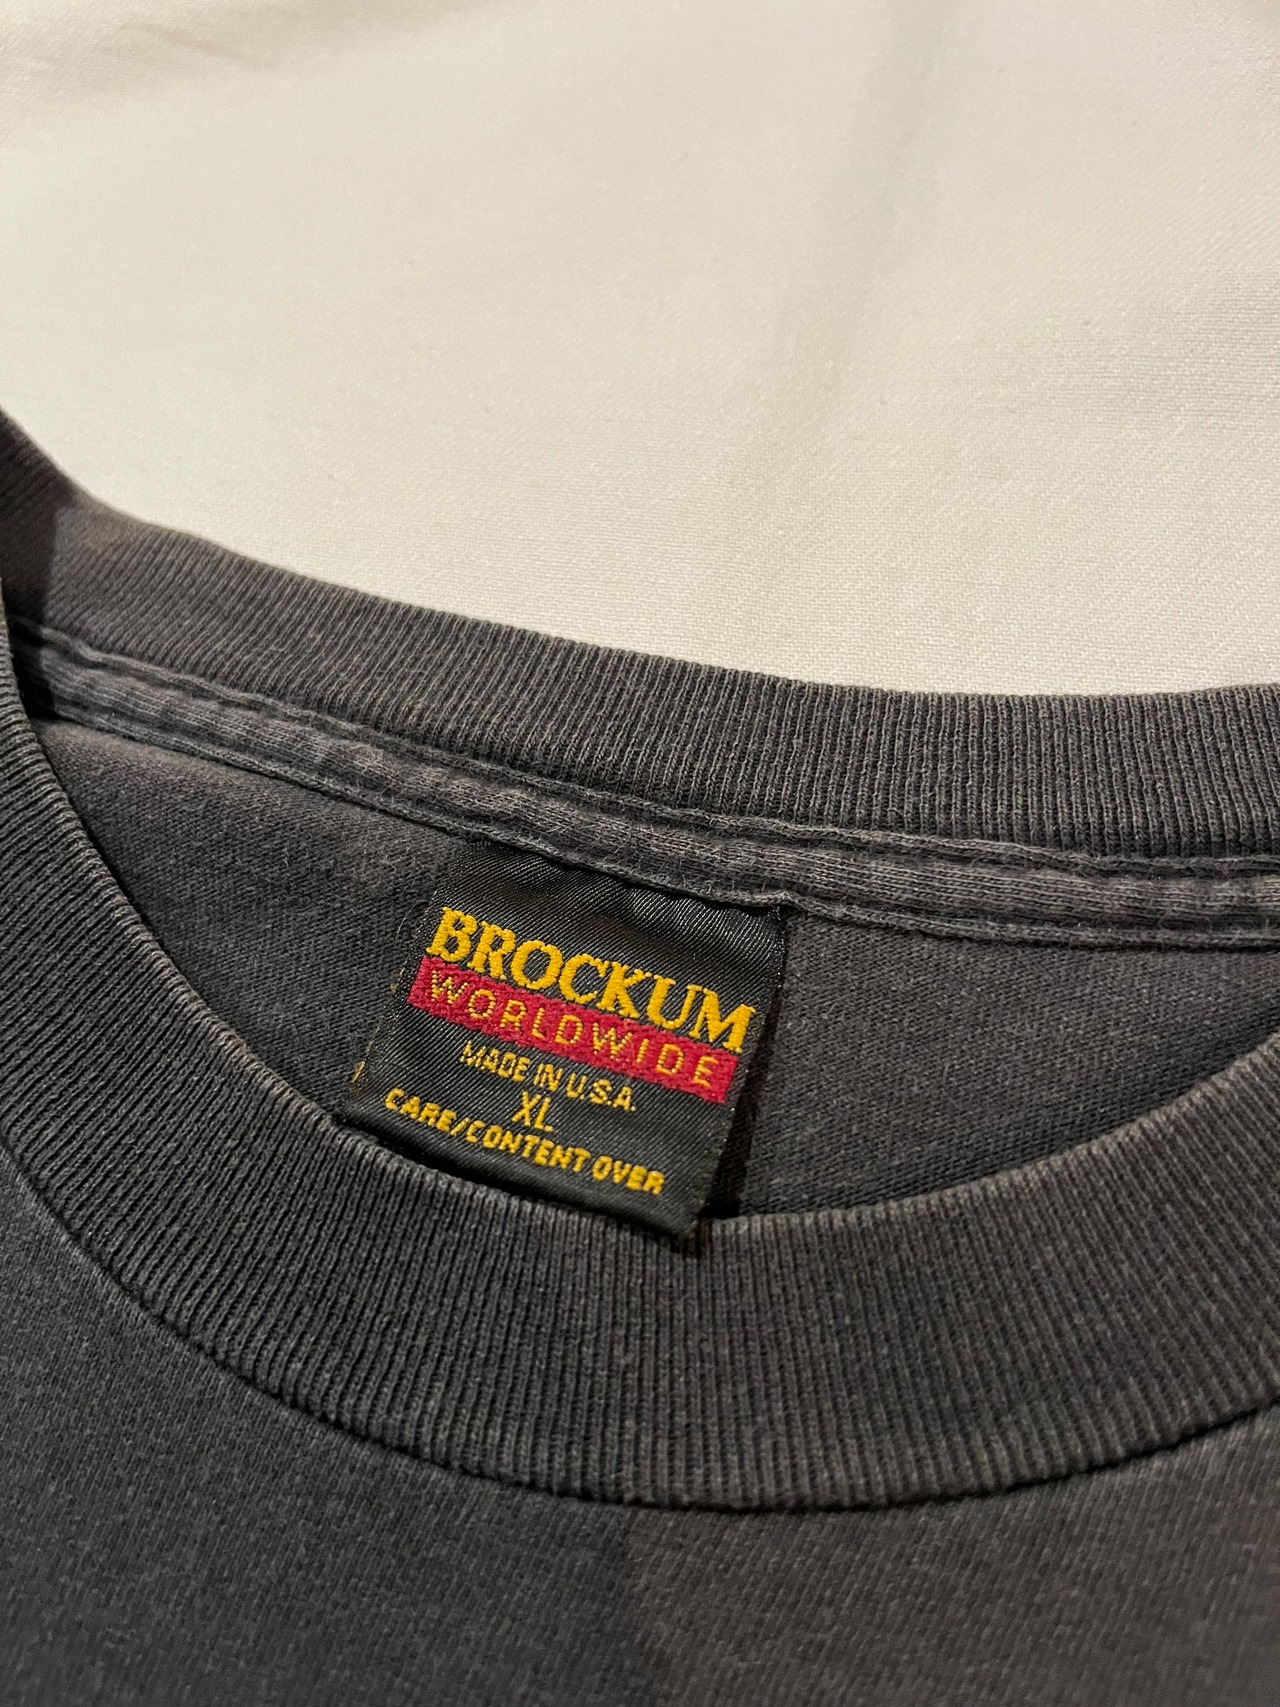 BROCKUM
WORLDWIDE
MADE IN U.S.A.
XL
CARE/CONTENT OVER